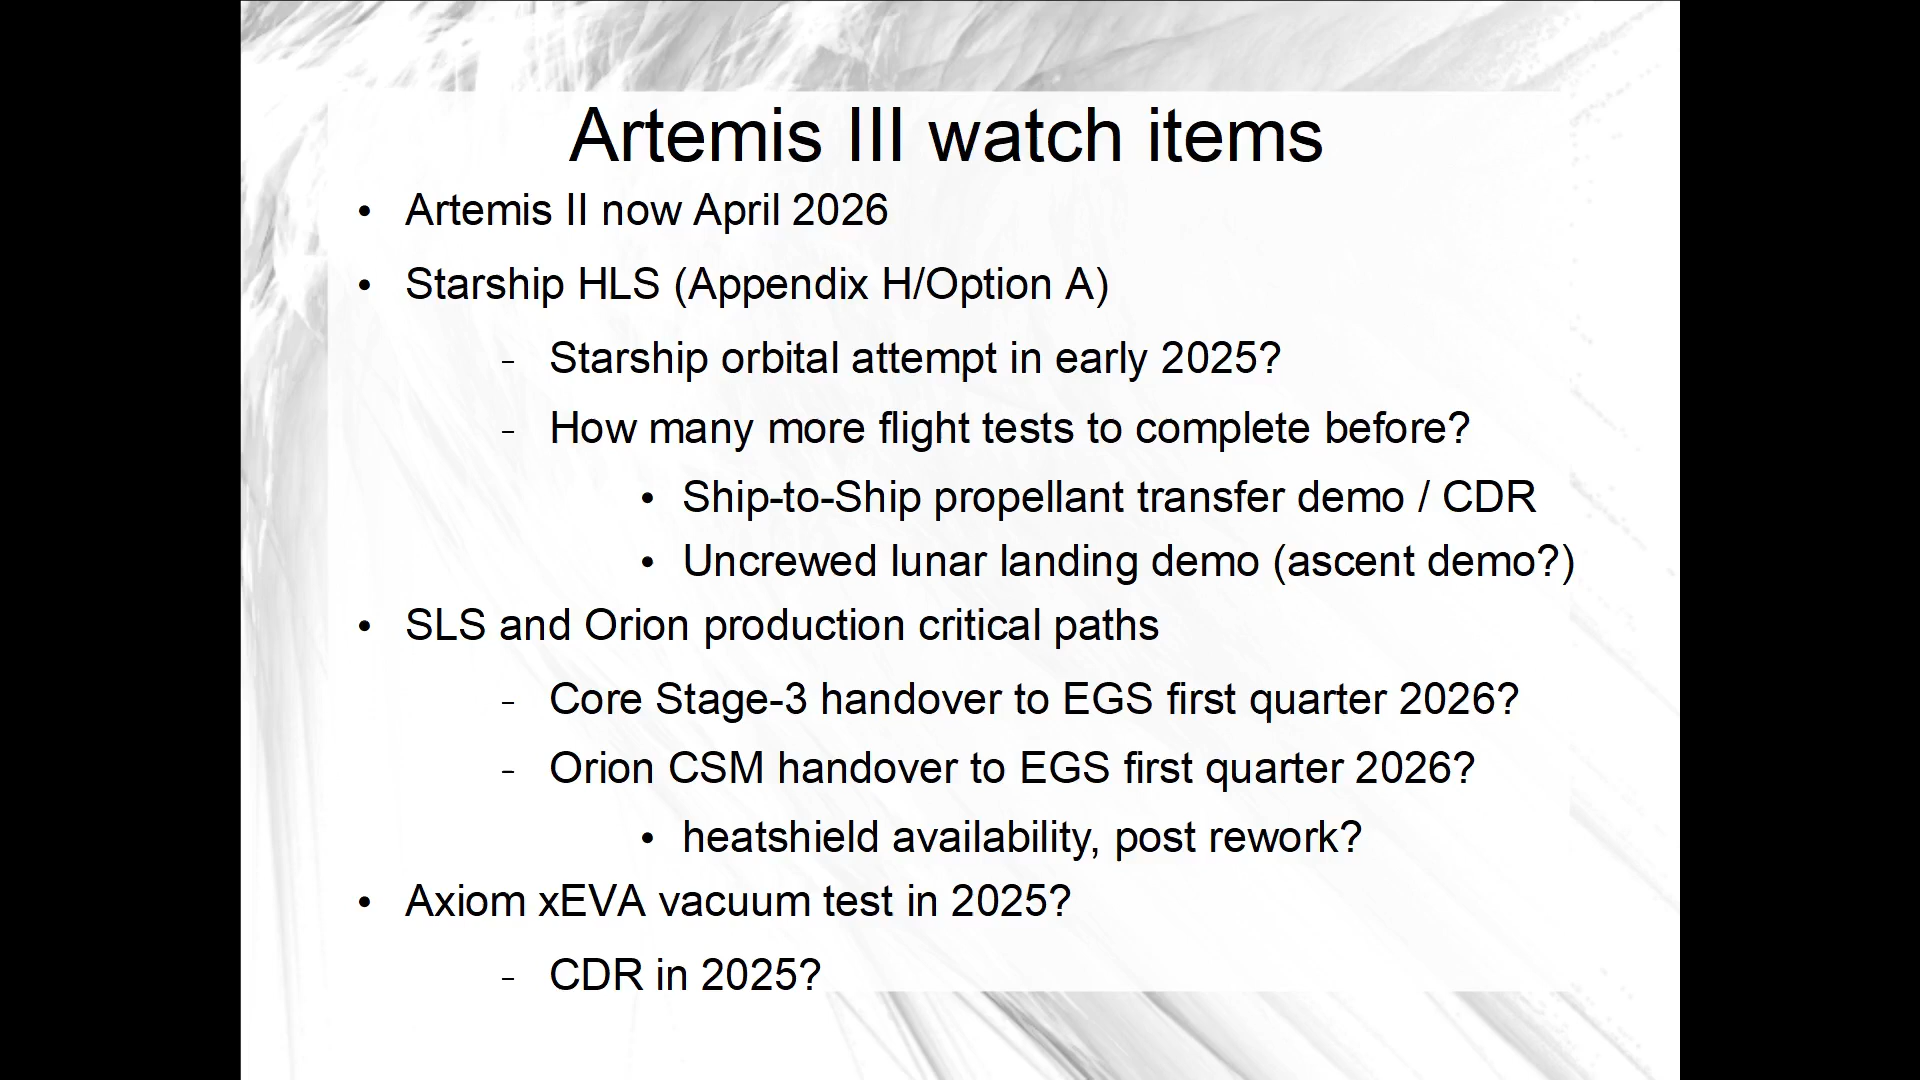 Artemis III watch items
• Artemis II now April 2026
• Starship HLS (Appendix H/Option A)
– Starship orbital attempt in early 2025?
– How many more flight tests to complete before?
• Ship-to-Ship propellant transfer demo / CDR
• Uncrewed lunar landing demo (ascent demo?)
• SLS and Orion production critical paths
– Core Stage-3 handover to EGS first quarter 2026?
– Orion CSM handover to EGS first quarter 2026?
• heatshield availability, post rework?
• Axiom xEVA vacuum test in 2025?
– CDR in 2025?